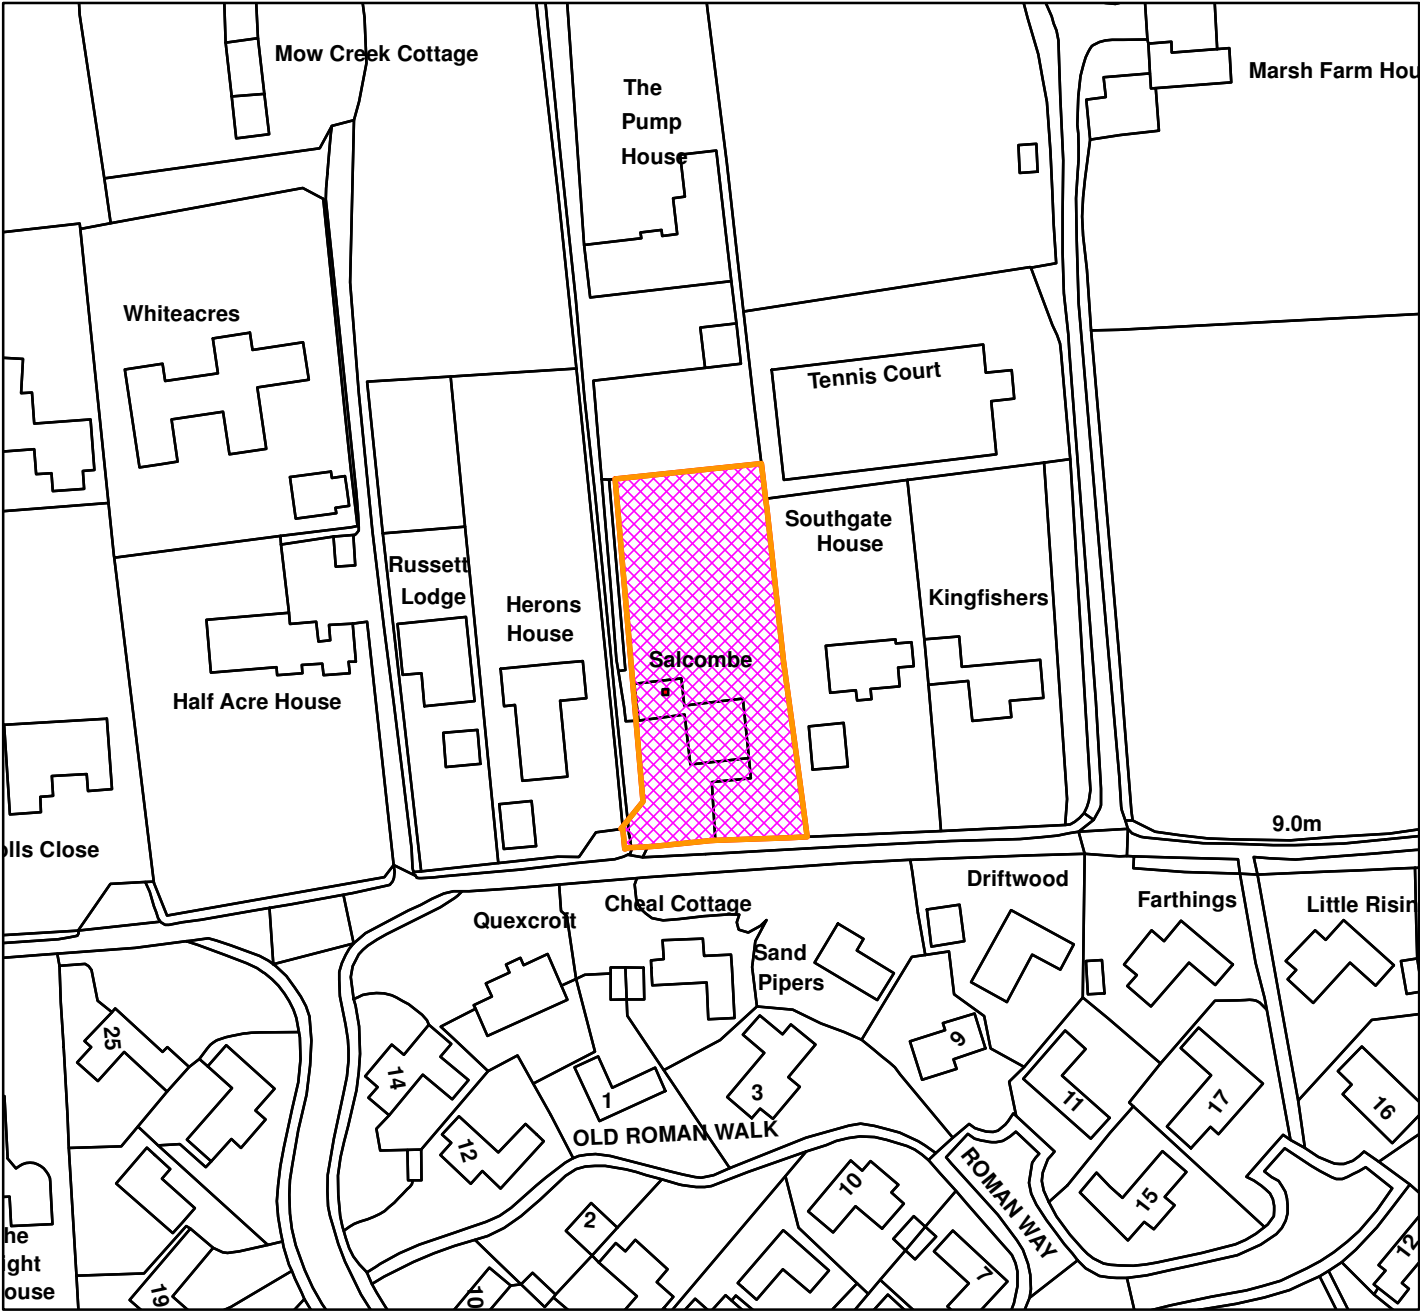 Mow Creek Cottage
The
Pump
House
Marsh Farm Hou
Whiteacres
Tennis Court
Southgate
House
Russett
Lodge
Herons
House
Kingfishers
Salcombe
Half Acre House
9.0m
olls Close
Driftwood
Farthings
Little Risin
Cheal Cottage
Quexcroft
Sand
Pipers
25
14
9
3
1
11
17
16
12
OLD ROMAN WALK
ROMAN WAY
10
15
2
7
12
he
ight
ouse
19
10